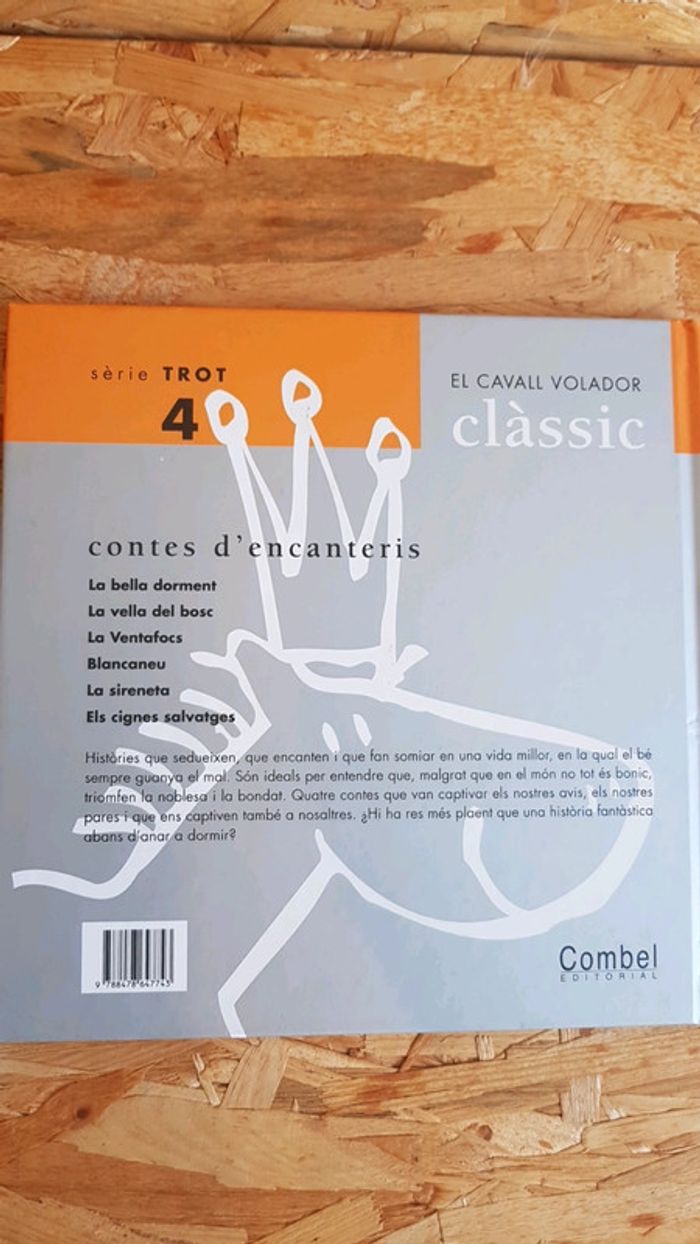 sèrie TROT
4
EL CAVALL VOLADOR
clàssic
contes d'encanteris
La bella dorment
La vella del bosc
La Ventafocs
Blancaneu
La sireneta
Els cignes salvatges
Històries que sedueixen, que encanten i que fan somiar en una vida millor, en la qual el bé
sempre guanya el mal. Són ideals per entendre que, malgrat que en el món no tot és bonic,
triomfen la noblesa i la bondat. Quatre contes que van captivar els nostres avis, els nostres
pares i que ens captiven també a nosaltres. ¿Hi ha res més plaent que una història fantàstica
abans d'anar a dormir?
Combel
EDITORIAL
9 788478 647743